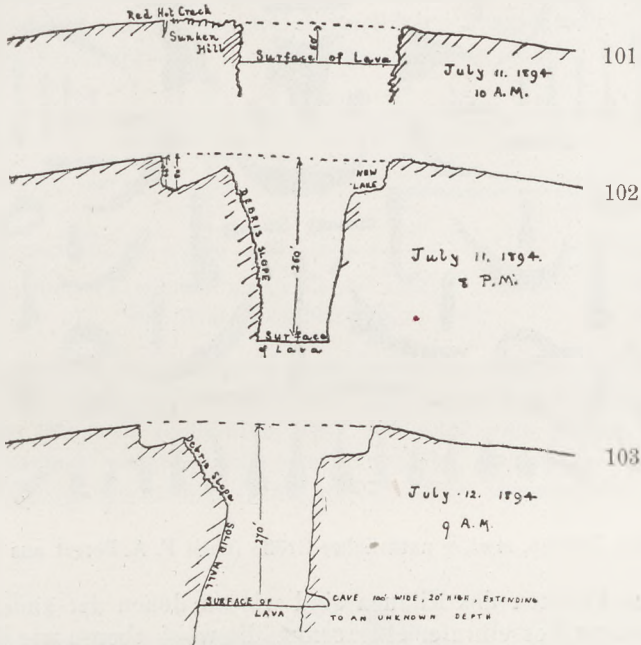 Red Hot Crack
Sunken
Hill
Surface of Lava
July 11. 1894
10 A.M.
101
NEW
LAKE
DEBRIS SLOPE
260'
102
July 11. 1894.
8 P.M.
Surface
of Lava
Debris Slope
SOLID WALL
270'
103
July 12. 1894
9 A.M.
SURFACE OF
LAVA
CAVE 100' WIDE, 20' HIGH, EXTENDING
TO AN UNKNOWN DEPTH